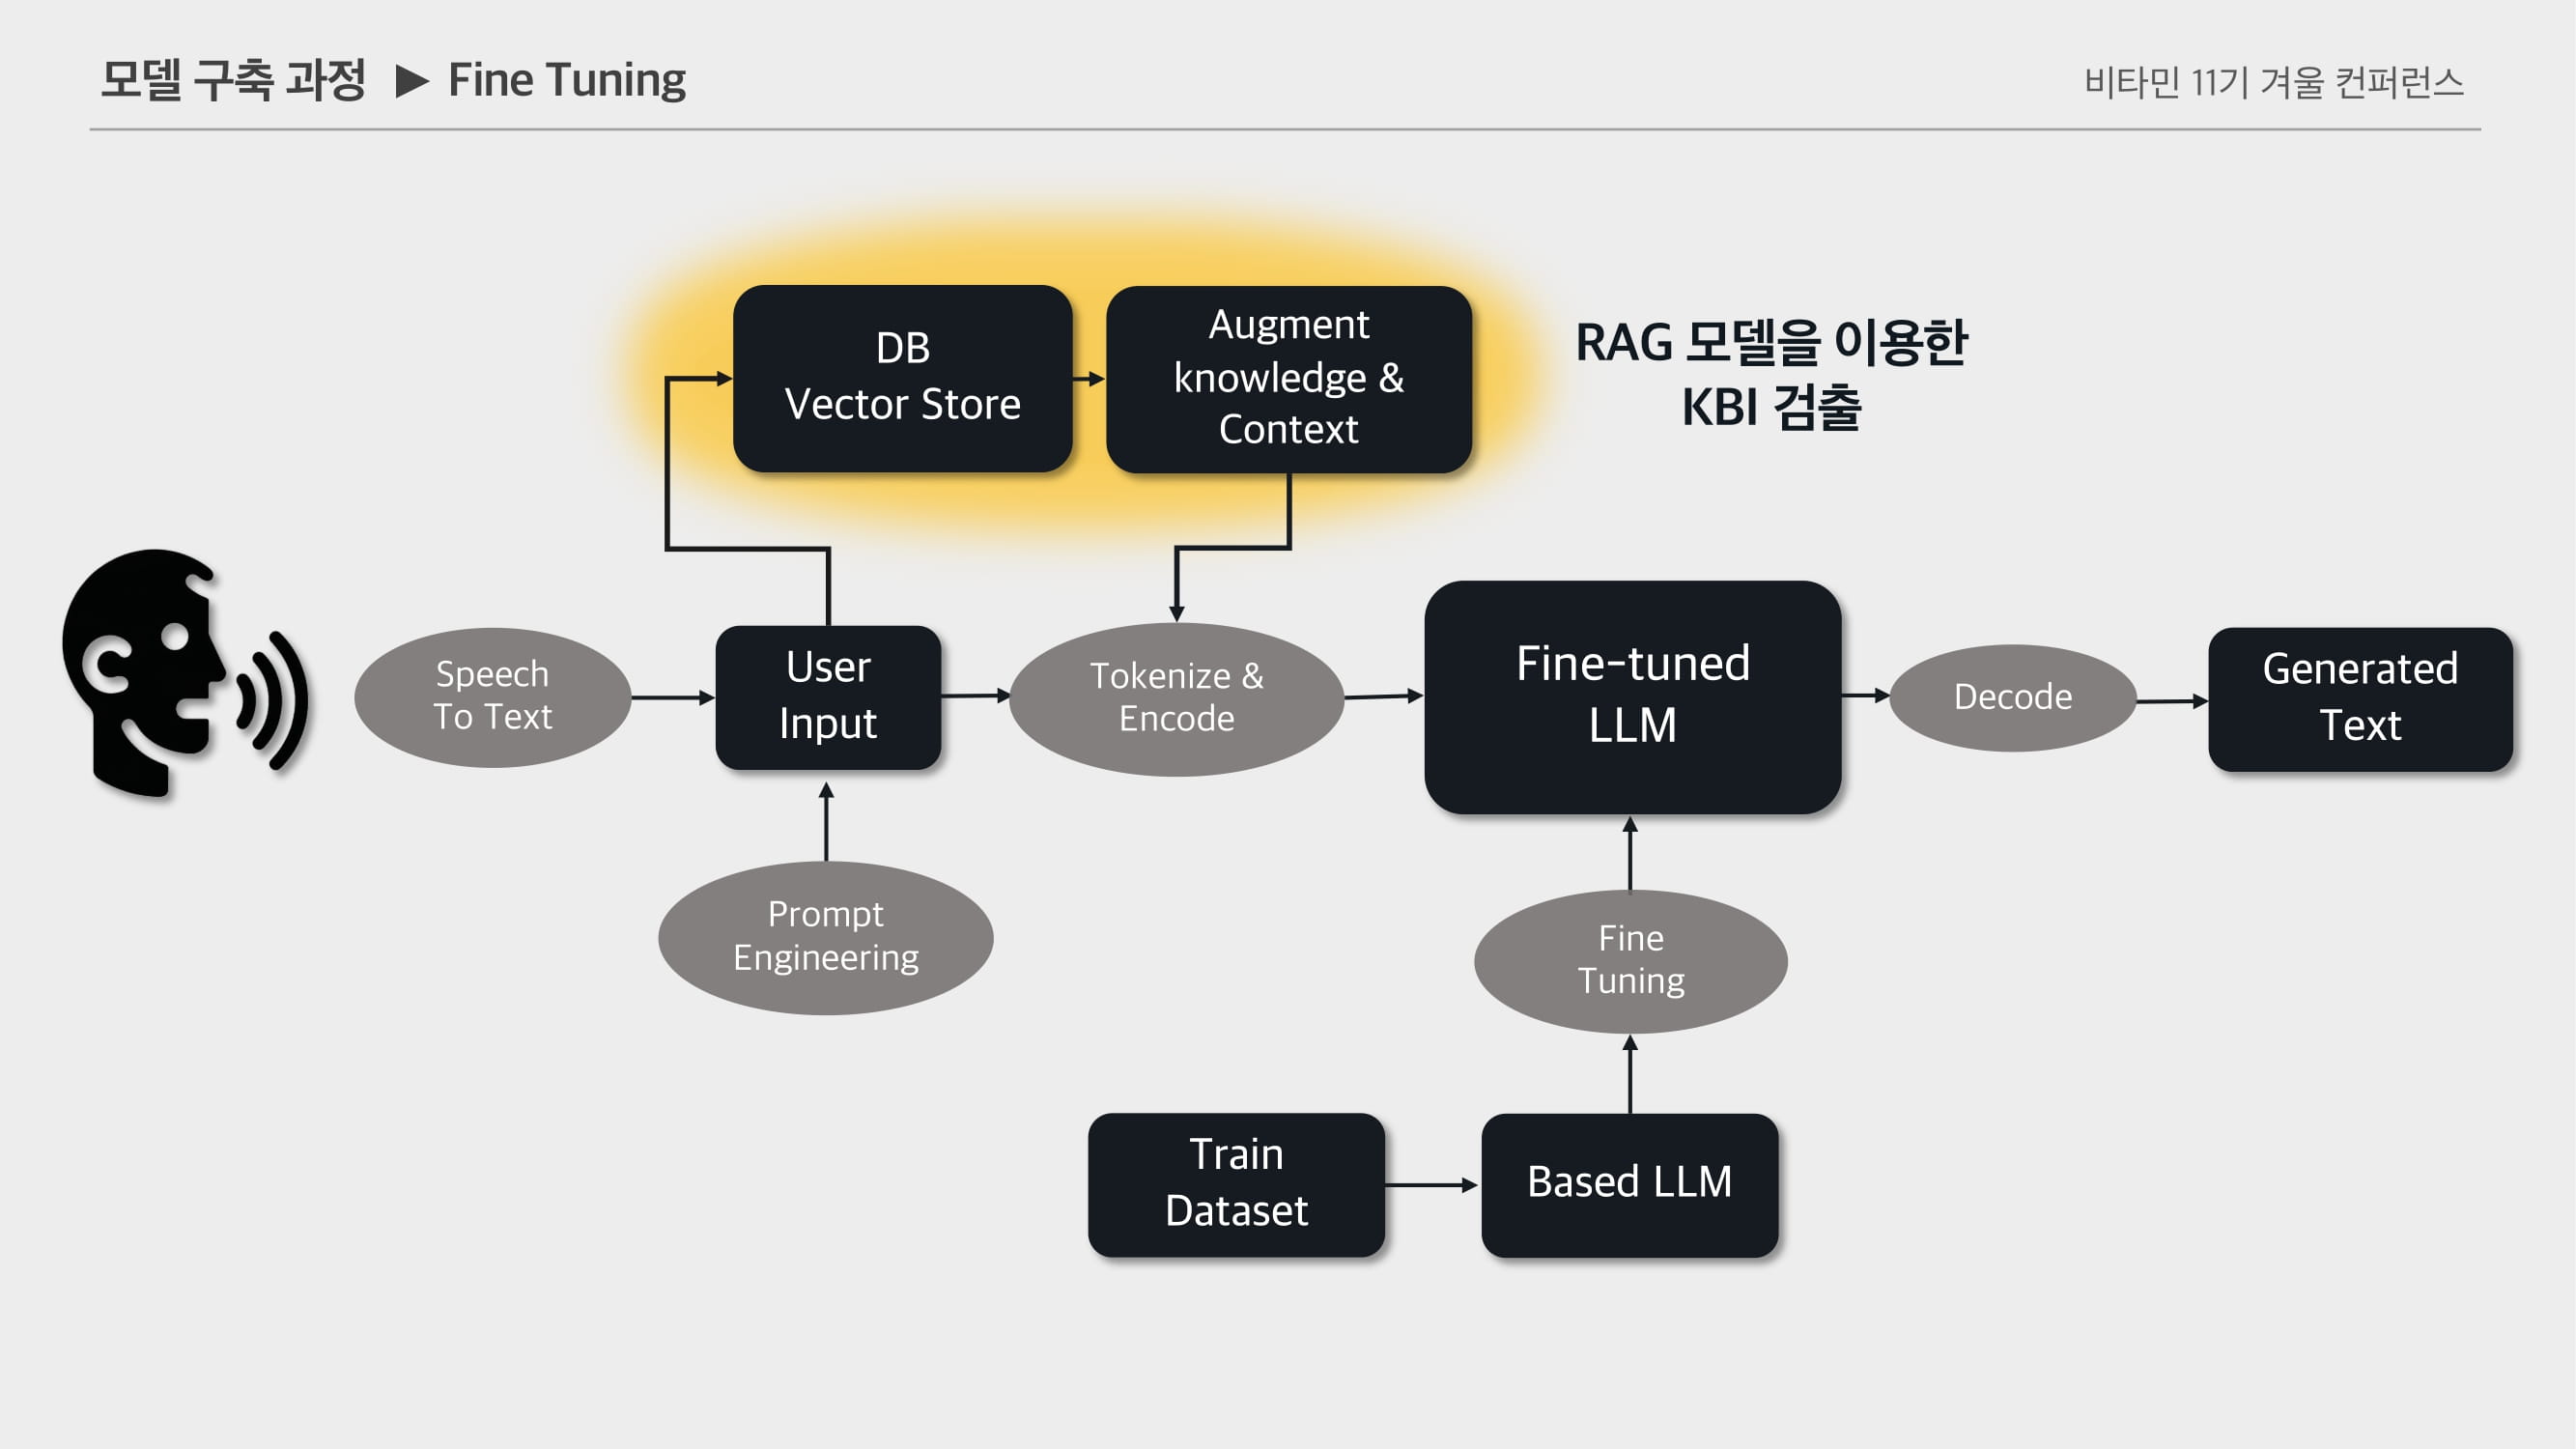 모델 구축 과정 ▶ Fine Tuning
비타민 11기 겨울 컨퍼런스
DB
Vector Store
Augment
knowledge &
Context
RAG 모델을 이용한
KBI 검출
Speech
To Text
User
Input
Tokenize &
Encode
Fine-tuned
LLM
Decode
Generated
Text
Prompt
Engineering
Fine
Tuning
Train
Dataset
Based LLM